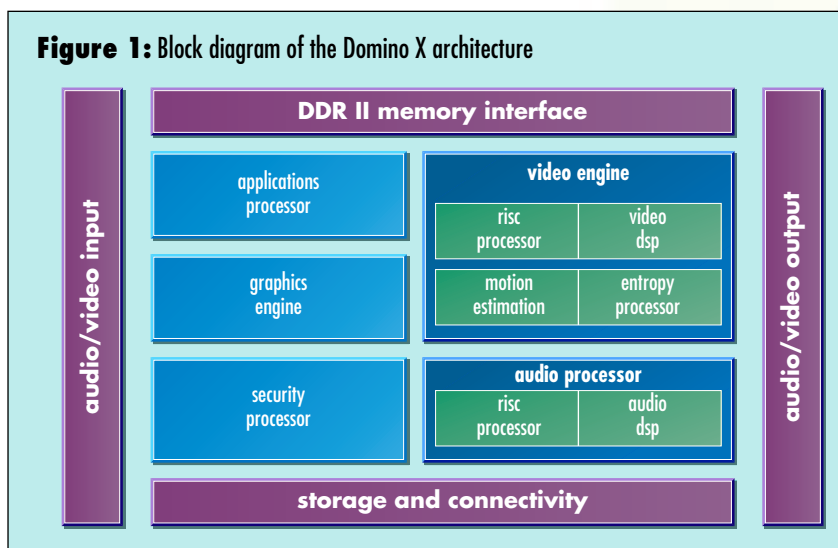 Figure 1: Block diagram of the Domino X architecture
audio/video input
DDR II memory interface
applications
processor
graphics
engine
security
processor
video engine
risc
processor
video
dsp
motion
estimation
entropy
processor
audio processor
risc
processor
audio
dsp
storage and connectivity
audio/video output